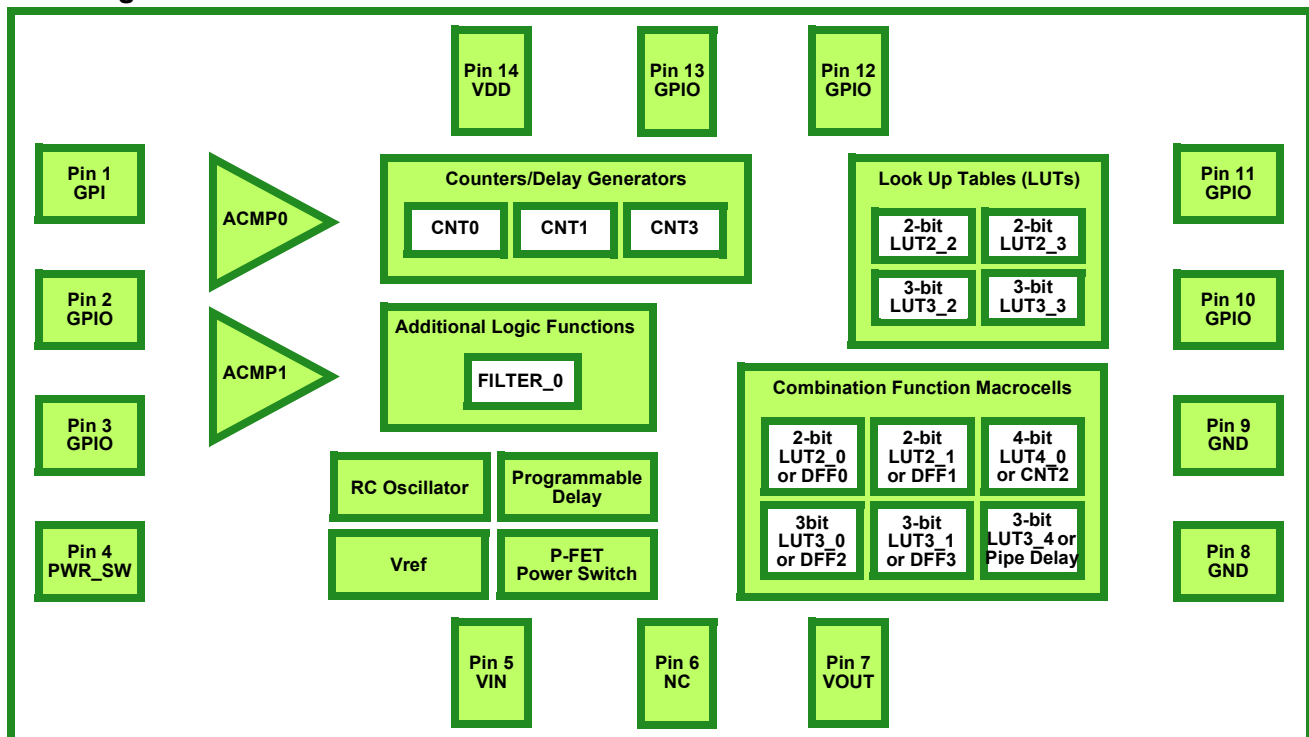 Pin 14
VDD
Pin 13
GPIO
Pin 12
GPIO
Pin 1
GPI
ACMP0
Counters/Delay Generators
CNT0
CNT1
CNT3
Look Up Tables (LUTs)
2-bit
LUT2_2
2-bit
LUT2_3
3-bit
LUT3_2
3-bit
LUT3_3
Pin 11
GPIO
Pin 2
GPIO
Pin 10
GPIO
ACMP1
Additional Logic Functions
FILTER_0
Combination Function Macrocells
2-bit
LUT2_0
or DFF0
2-bit
LUT2_1
or DFF1
4-bit
LUT4_0
or CNT2
3bit
LUT3_0
or DFF2
3-bit
LUT3_1
or DFF3
3-bit
LUT3_4 or
Pipe Delay
Pin 3
GPIO
Pin 9
GND
RC Oscillator
Programmable
Delay
Vref
P-FET
Power Switch
Pin 4
PWR_SW
Pin 8
GND
Pin 5
VIN
Pin 6
NC
Pin 7
VOUT